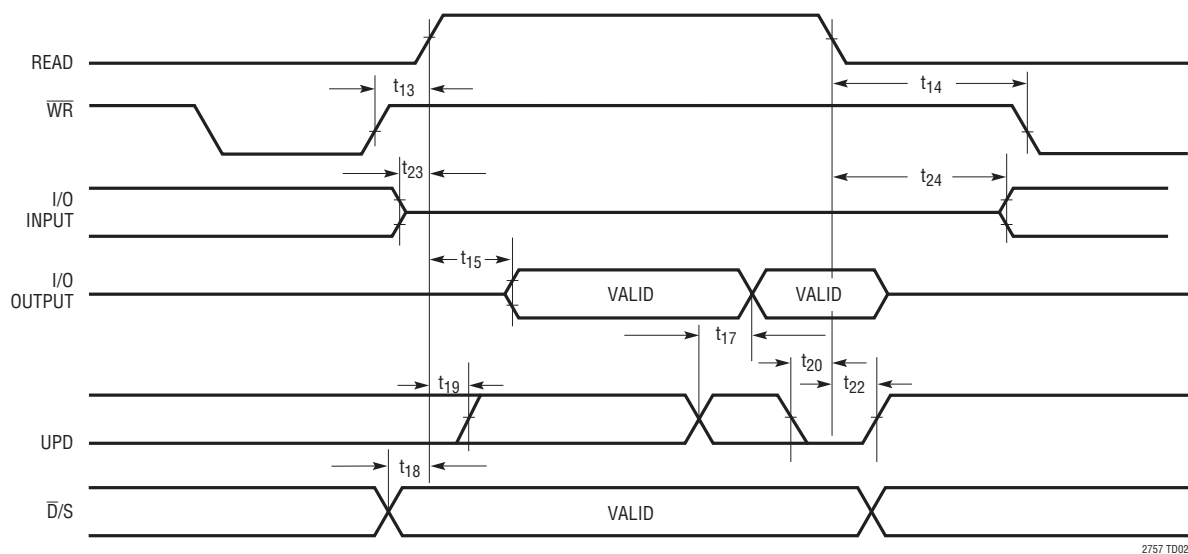 READ
t13
t14
W̅R̅
t23
t24
I/O
INPUT
t15
I/O
OUTPUT
VALID
VALID
t17
t20
t19
t22
UPD
t18
D̅/S
VALID
2757 TD02